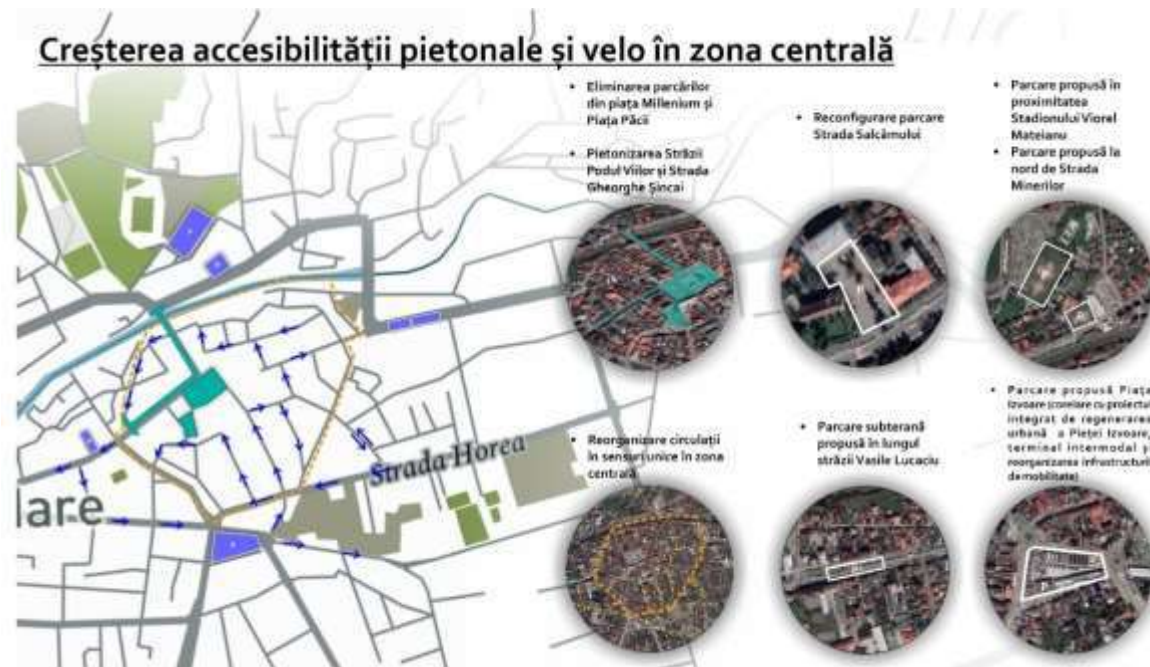 Creșterea accesibilității pietonale și velo în zona centrală
• Eliminarea parcărilor
din piața Millenium și
Piața Păcii
• Pietonizarea Străzii
Podul Viilor și Strada
Gheorghe Șincai
• Reconfigurare parcare
Strada Salcâmului
• Parcare propusă în
proximitatea
Stadionului Viorel
Mateianu
• Parcare propusă la
nord de Strada
Minerilor
• Reorganizare circulații
în sensuri unice în zona
centrală
• Parcare subterană
propusă în lungul
străzii Vasile Lucaciu
• Parcare propusă Piața
Izvoare (corelare cu proiectul
integrat de regenerarea
urbană a Pieței Izvoare,
terminal intermodal și
reorganizarea infrastructurii
de mobilitate)
Strada Horea
lare